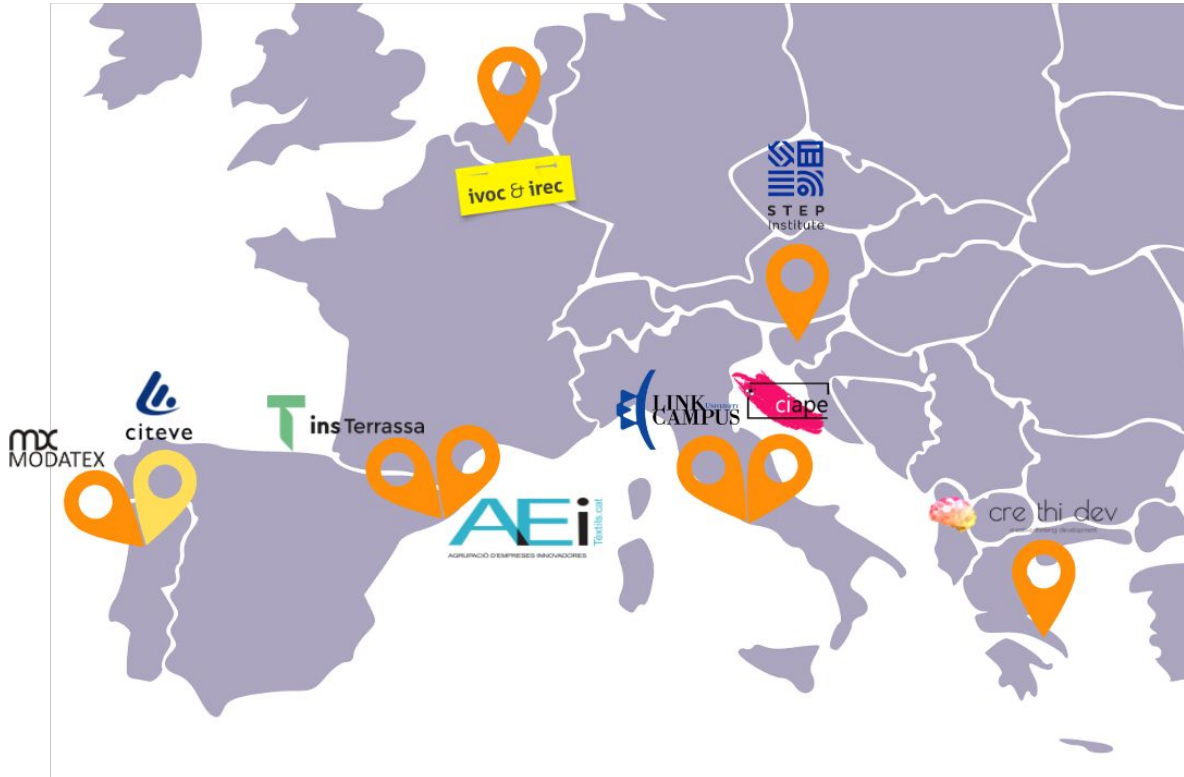 ivoc & irec
STEP
Institute
LINK
UNIVERSITY
CAMPUS
ciape
citeve
ins Terrassa
mx
MODATEX
AEi
Tèxtils.cat
AGRUPACIÓ D'EMPRESES INNOVADORES
cre thi dev